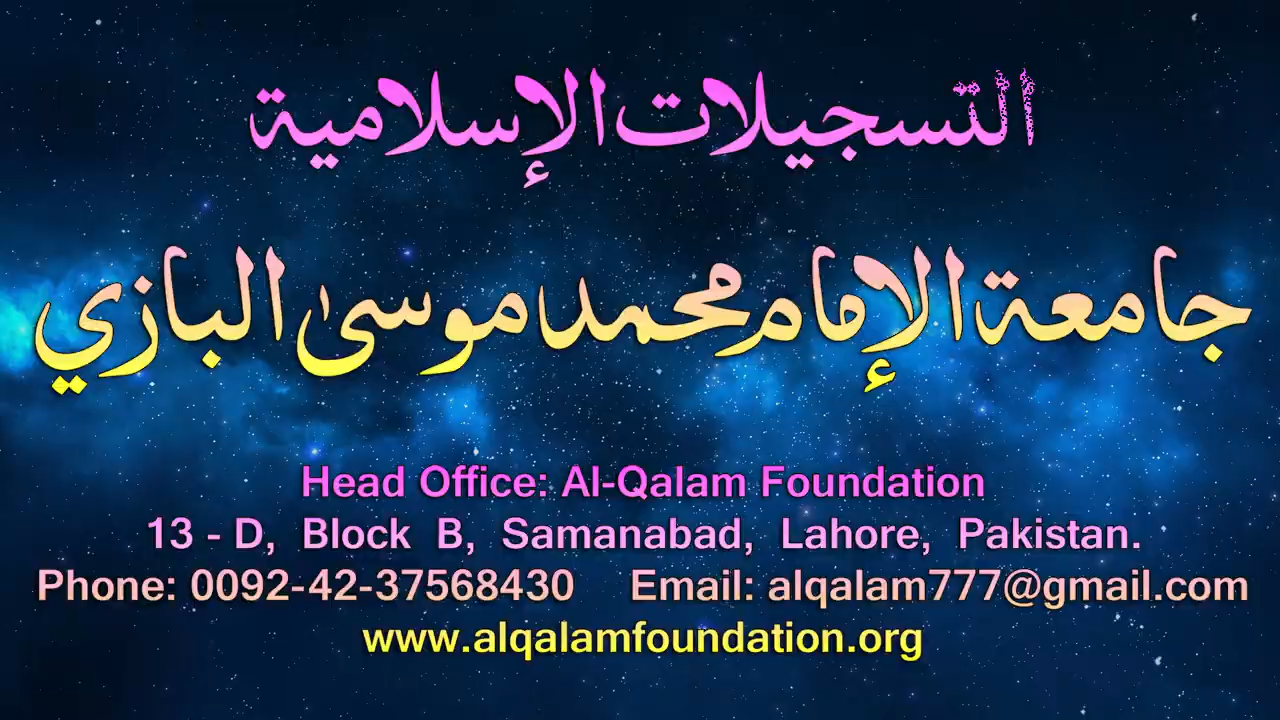 التسجيلات الإسلامية
جامعة الإمام محمد موسىٰ البازي
Head Office: Al-Qalam Foundation
13 - D, Block B, Samanabad, Lahore, Pakistan.
Phone: 0092-42-37568430 Email: alqalam777@gmail.com
www.alqalamfoundation.org